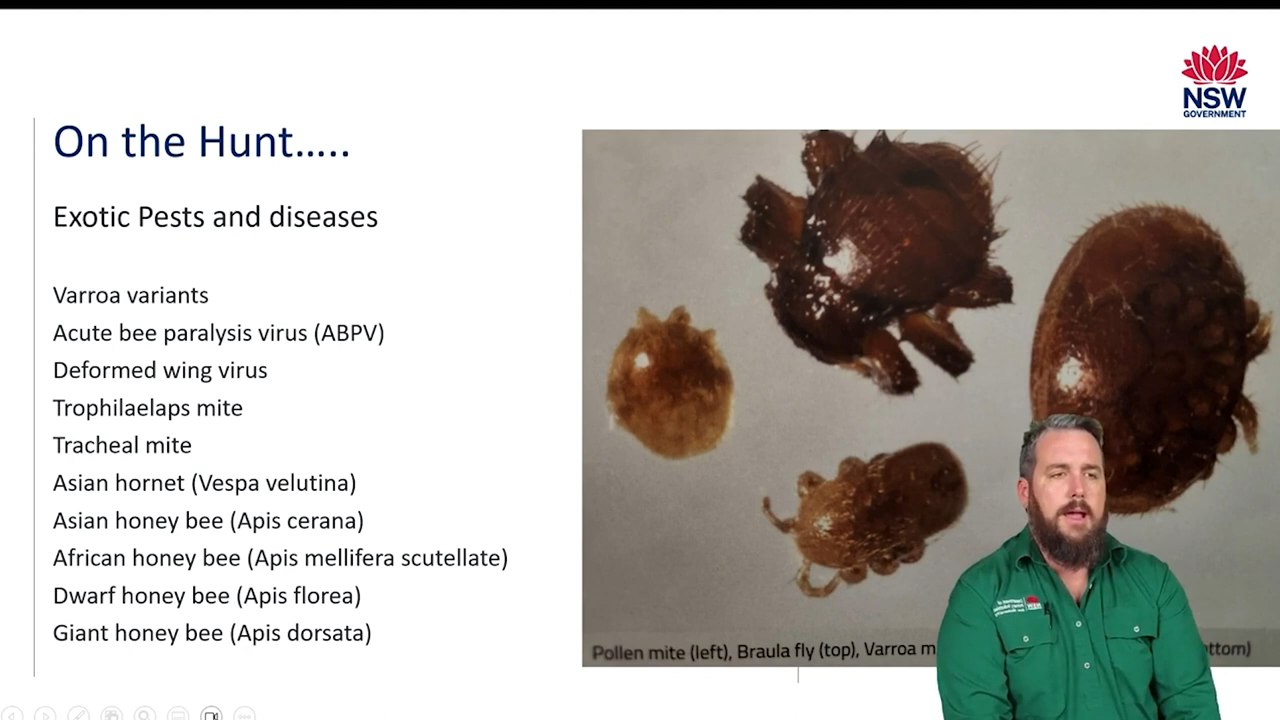 NSW
GOVERNMENT
On the Hunt.....
Exotic Pests and diseases
Varroa variants
Acute bee paralysis virus (ABPV)
Deformed wing virus
Trophilaelaps mite
Tracheal mite
Asian hornet (Vespa velutina)
Asian honey bee (Apis cerana)
African honey bee (Apis mellifera scutellate)
Dwarf honey bee (Apis florea)
Giant honey bee (Apis dorsata)
Pollen mite (left), Braula fly (top), Varroa m ottom)